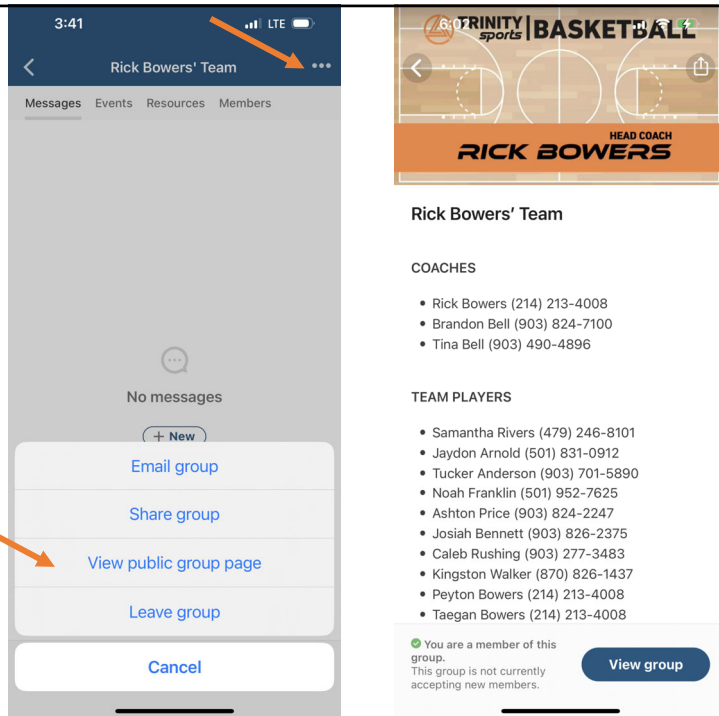 3:41
LTE
Rick Bowers' Team
Messages Events Resources Members
No messages
+ New
Email group
Share group
View public group page
Leave group
Cancel
6:02
TRINITY sports | BASKETBALL
HEAD COACH
RICK BOWERS
Rick Bowers' Team
COACHES
• Rick Bowers (214) 213-4008
• Brandon Bell (903) 824-7100
• Tina Bell (903) 490-4896
TEAM PLAYERS
• Samantha Rivers (479) 246-8101
• Jaydon Arnold (501) 831-0912
• Tucker Anderson (903) 701-5890
• Noah Franklin (501) 952-7625
• Ashton Price (903) 824-2247
• Josiah Bennett (903) 826-2375
• Caleb Rushing (903) 277-3483
• Kingston Walker (870) 826-1437
• Peyton Bowers (214) 213-4008
• Taegan Bowers (214) 213-4008
You are a member of this
group.
This group is not currently
accepting new members.
View group